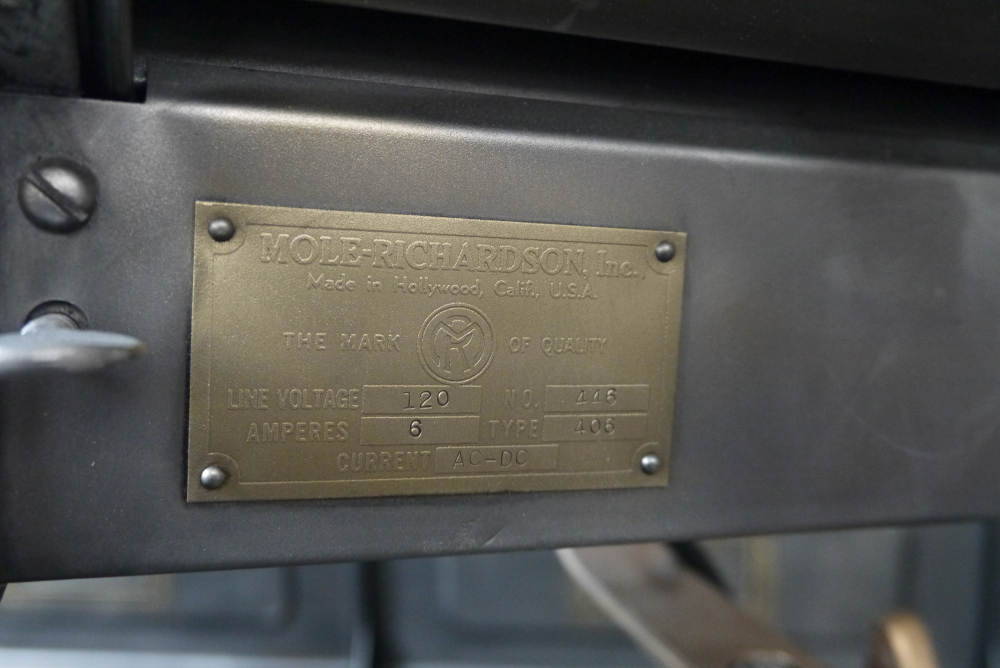 MOLE-RICHARDSON, Inc.,
Made in Hollywood, Calif., U.S.A.
THE MARK MR OF QUALITY
LINE VOLTAGE 120 NO. 446
AMPERES 6 TYPE 406
CURRENT AC-DC